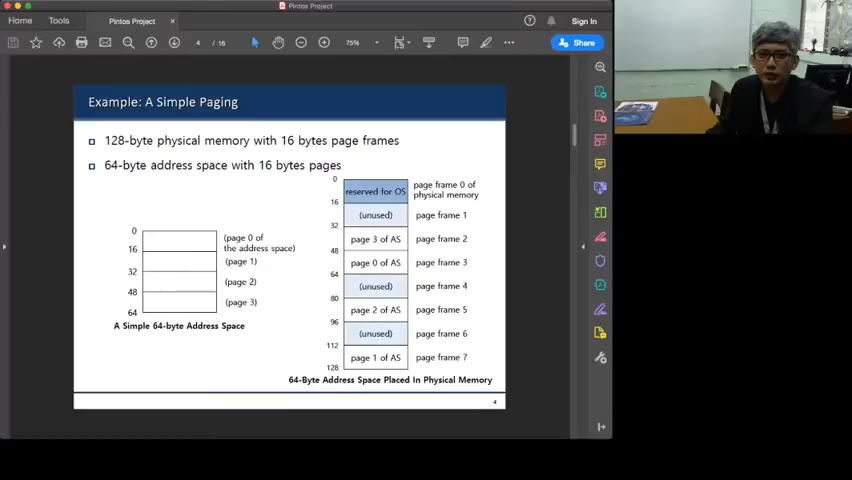 Pintos Project
Home
Tools
Pintos Project
×
Sign In
4 / 16
75%
Share
Example: A Simple Paging
128-byte physical memory with 16 bytes page frames
64-byte address space with 16 bytes pages
0
16
32
48
64
(page 0 of
the address space)
(page 1)
(page 2)
(page 3)
A Simple 64-byte Address Space
0
16
32
48
64
80
96
112
128
reserved for OS
page frame 0 of
physical memory
(unused)
page frame 1
page 3 of AS
page frame 2
page 0 of AS
page frame 3
(unused)
page frame 4
page 2 of AS
page frame 5
(unused)
page frame 6
page 1 of AS
page frame 7
64-Byte Address Space Placed In Physical Memory
4